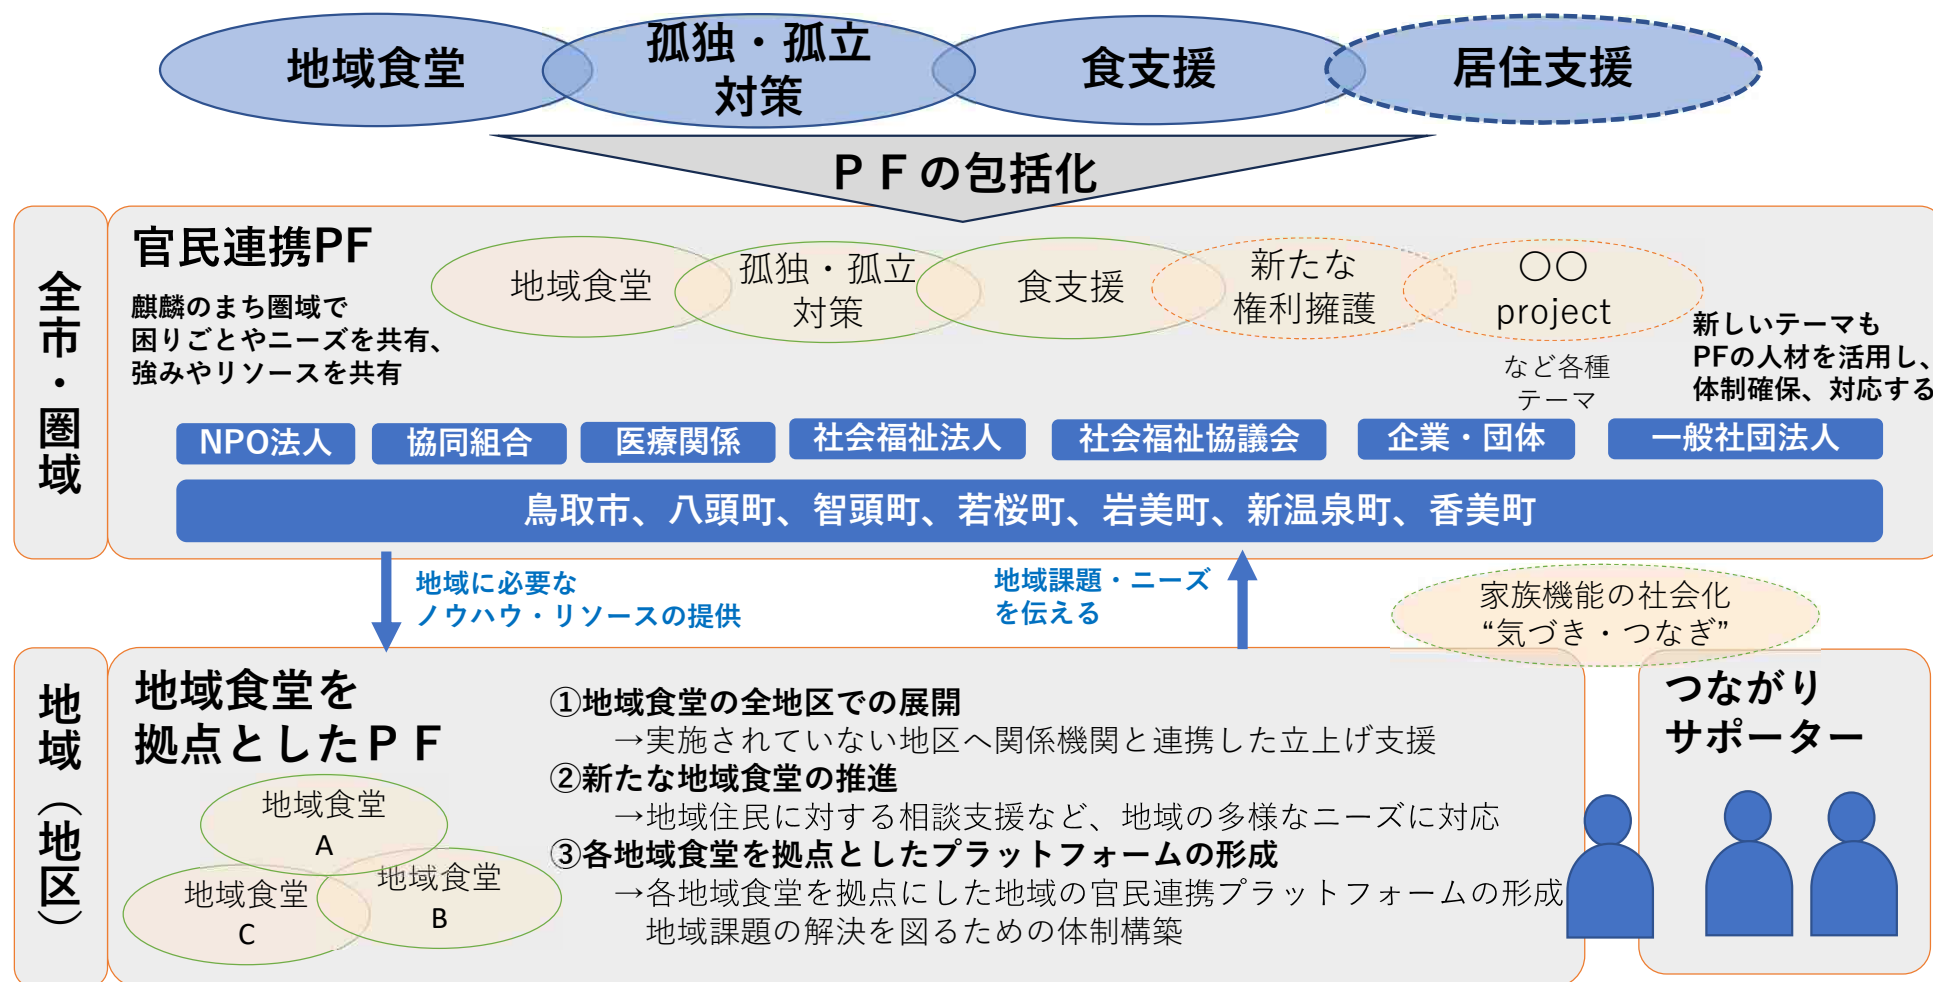 地域食堂
孤独・孤立
対策
食支援
居住支援
ＰＦの包括化
全市・圏域
官民連携PF
麒麟のまち圏域で
困りごとやニーズを共有、
強みやリソースを共有
地域食堂
孤独・孤立
対策
食支援
新たな
権利擁護
〇〇
project
など各種
テーマ
新しいテーマも
PFの人材を活用し、
体制確保、対応する
NPO法人
協同組合
医療関係
社会福祉法人
社会福祉協議会
企業・団体
一般社団法人
鳥取市、八頭町、智頭町、若桜町、岩美町、新温泉町、香美町
地域に必要な
ノウハウ・リソースの提供
地域課題・ニーズ
を伝える
家族機能の社会化
“気づき・つなぎ”
地域（地区）
地域食堂を
拠点としたＰＦ
地域食堂
A
地域食堂
B
地域食堂
C
①地域食堂の全地区での展開
→実施されていない地区へ関係機関と連携した立上げ支援
②新たな地域食堂の推進
→地域住民に対する相談支援など、地域の多様なニーズに対応
③各地域食堂を拠点としたプラットフォームの形成
→各地域食堂を拠点にした地域の官民連携プラットフォームの形成
地域課題の解決を図るための体制構築
つながり
サポーター